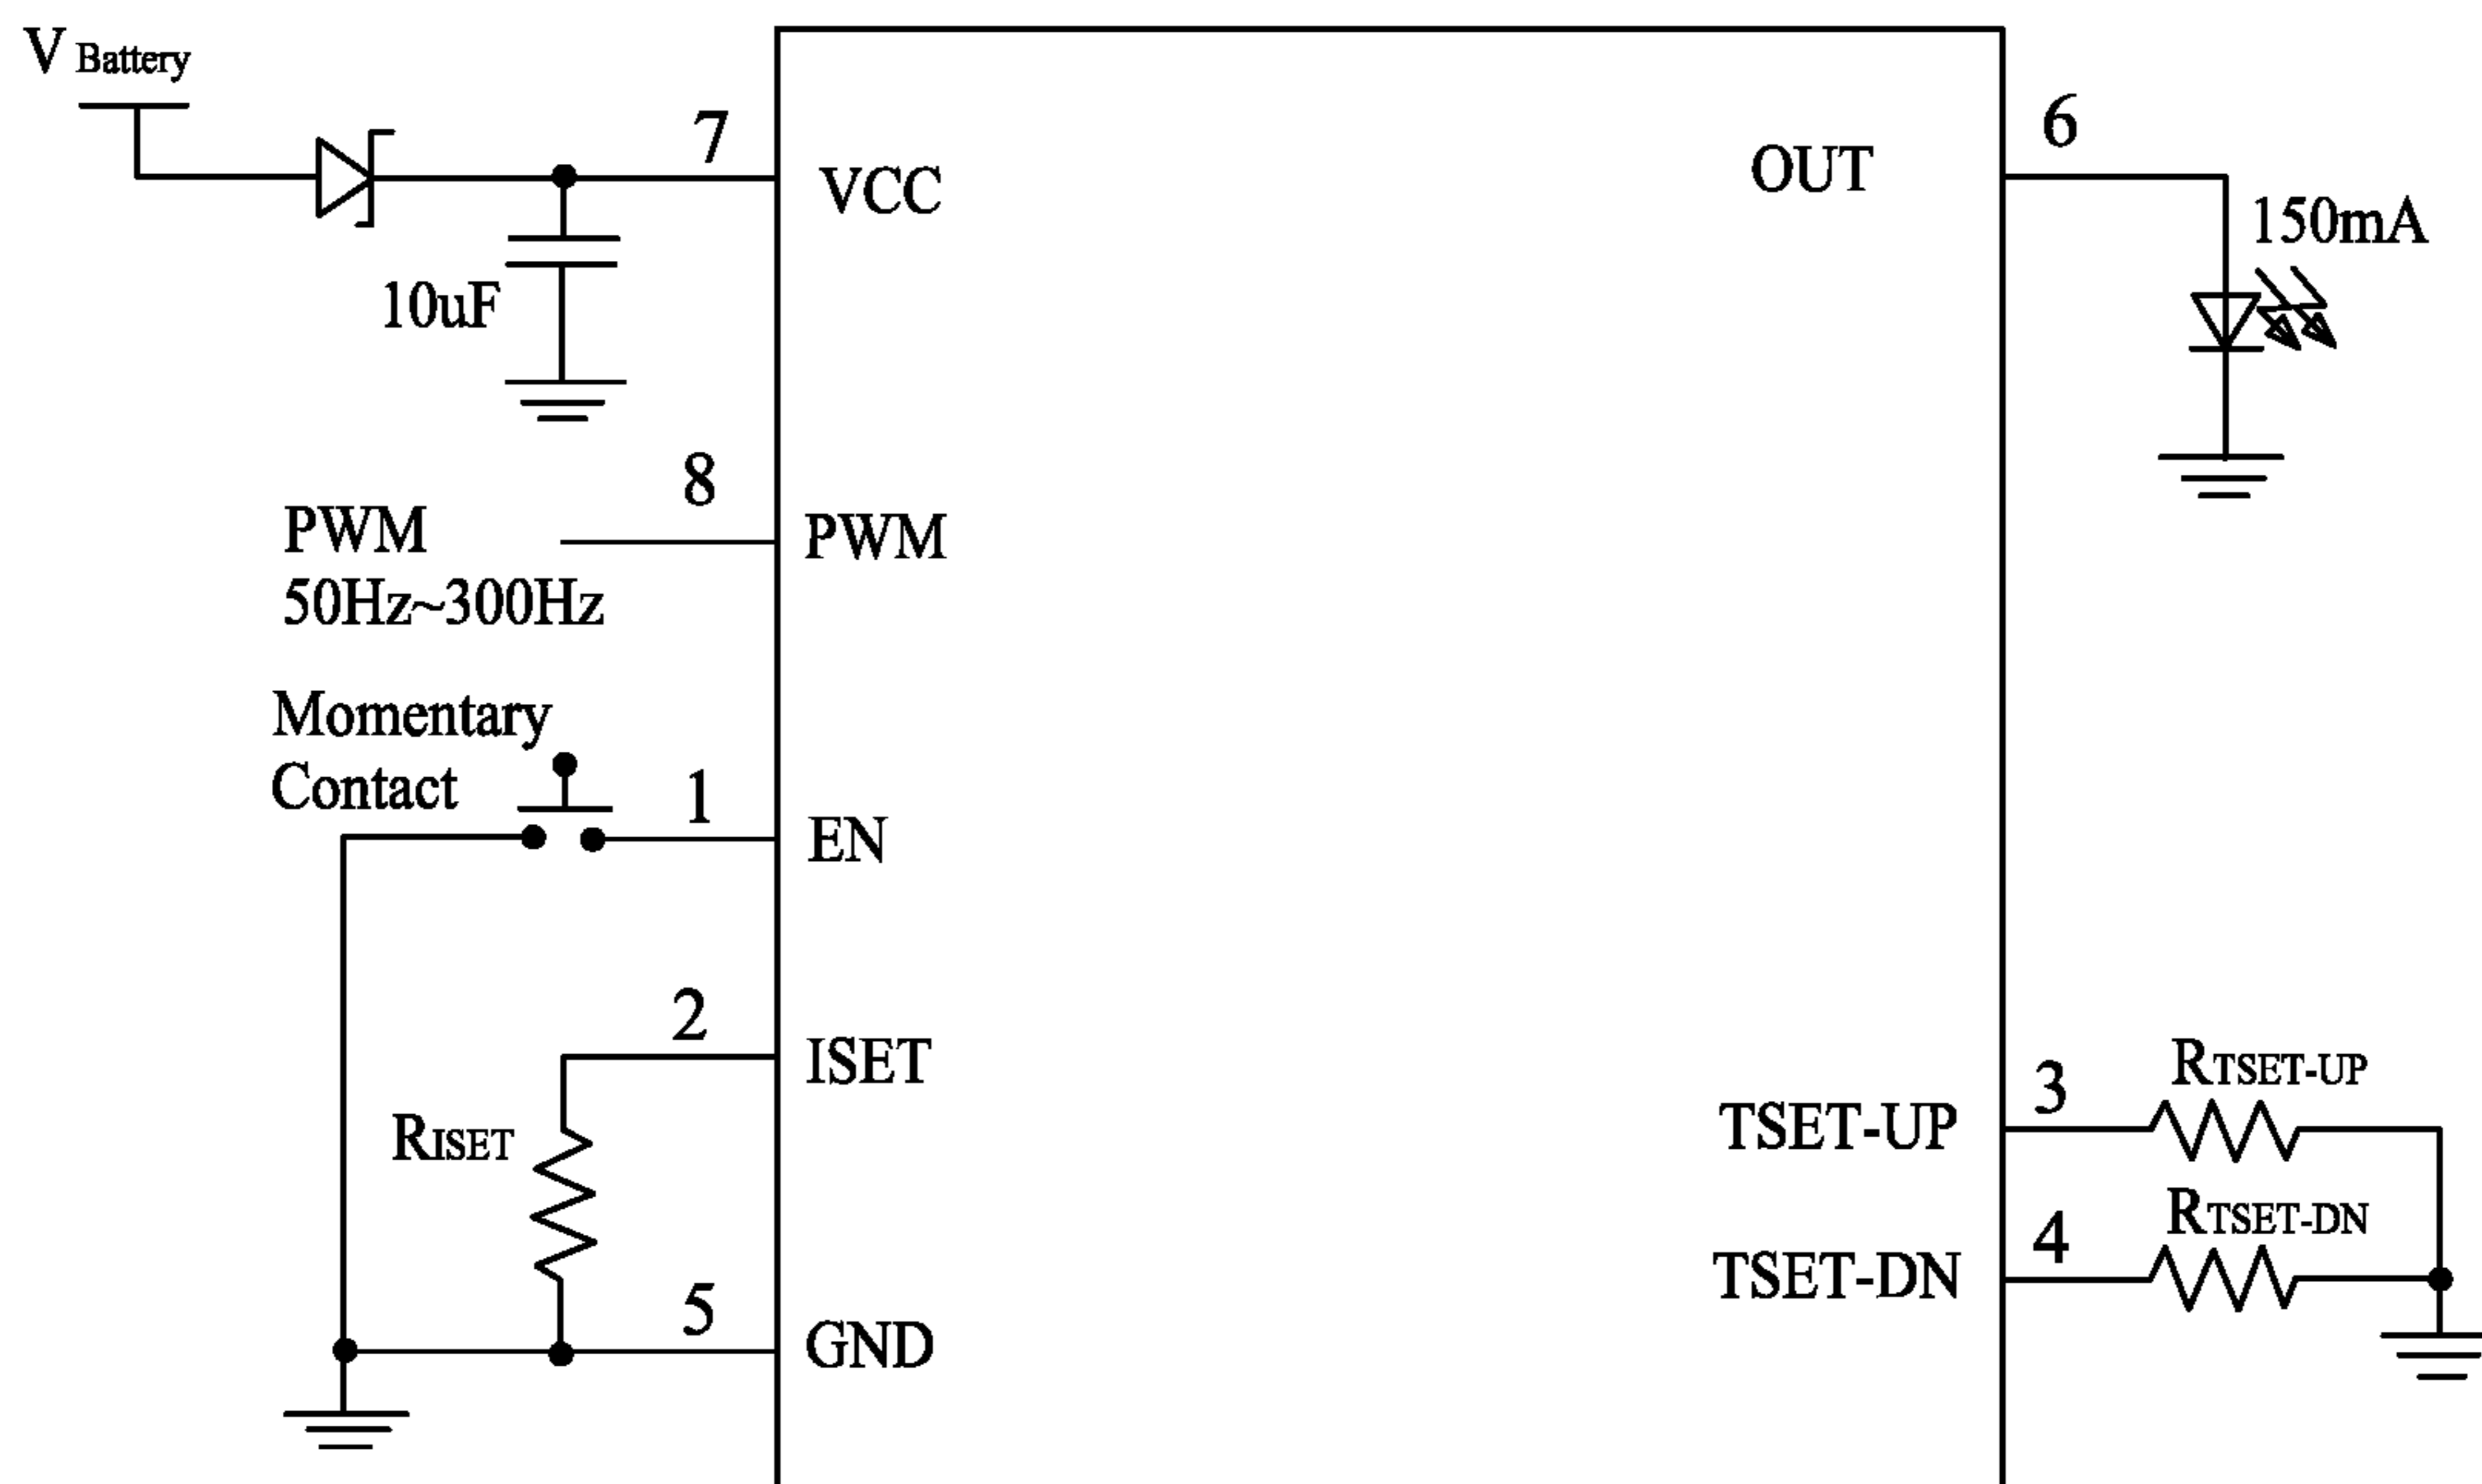 V Battery
7
VCC
10uF
8
PWM
50Hz~300Hz
PWM
Momentary
Contact
1
EN
2
ISET
RISET
5
GND
OUT
6
150mA
TSET-UP
3
RTSET-UP
TSET-DN
4
RTSET-DN